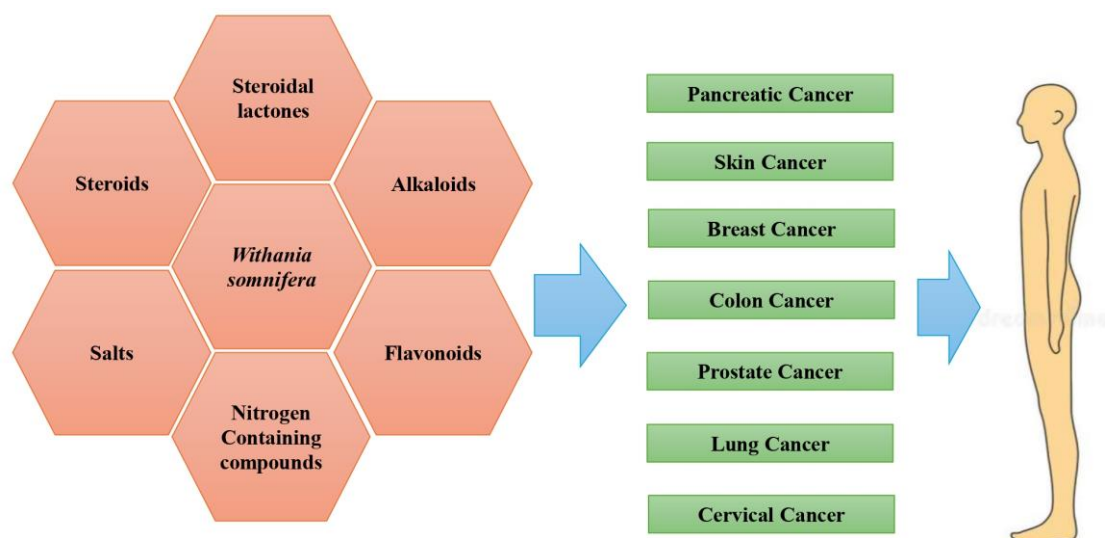 Steroidal
lactones
Steroids
Alkaloids
Withania
somnifera
Salts
Flavonoids
Nitrogen
Containing
compounds
Pancreatic Cancer
Skin Cancer
Breast Cancer
Colon Cancer
Prostate Cancer
Lung Cancer
Cervical Cancer